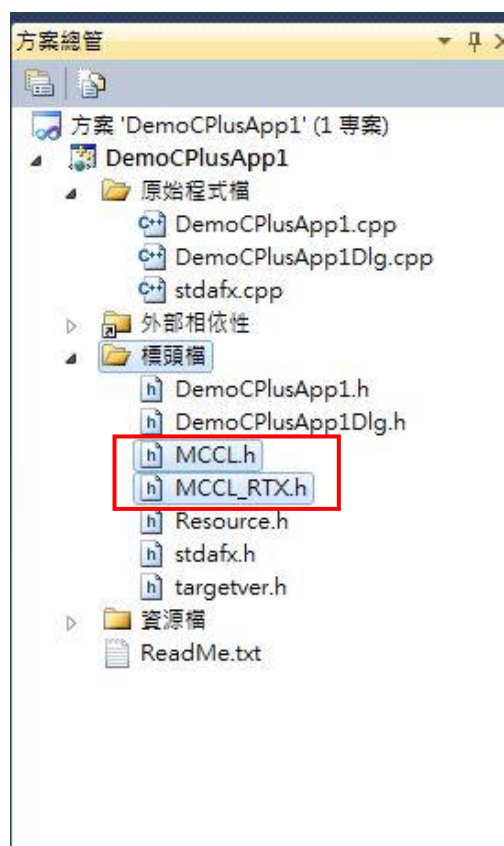 方案總管
方案 'DemoCPlusApp1' (1 專案)
DemoCPlusApp1
原始程式檔
DemoCPlusApp1.cpp
DemoCPlusApp1Dlg.cpp
stdafx.cpp
外部相依性
標頭檔
DemoCPlusApp1.h
DemoCPlusApp1Dlg.h
MCCL.h
MCCL_RTX.h
Resource.h
stdafx.h
targetver.h
資源檔
ReadMe.txt